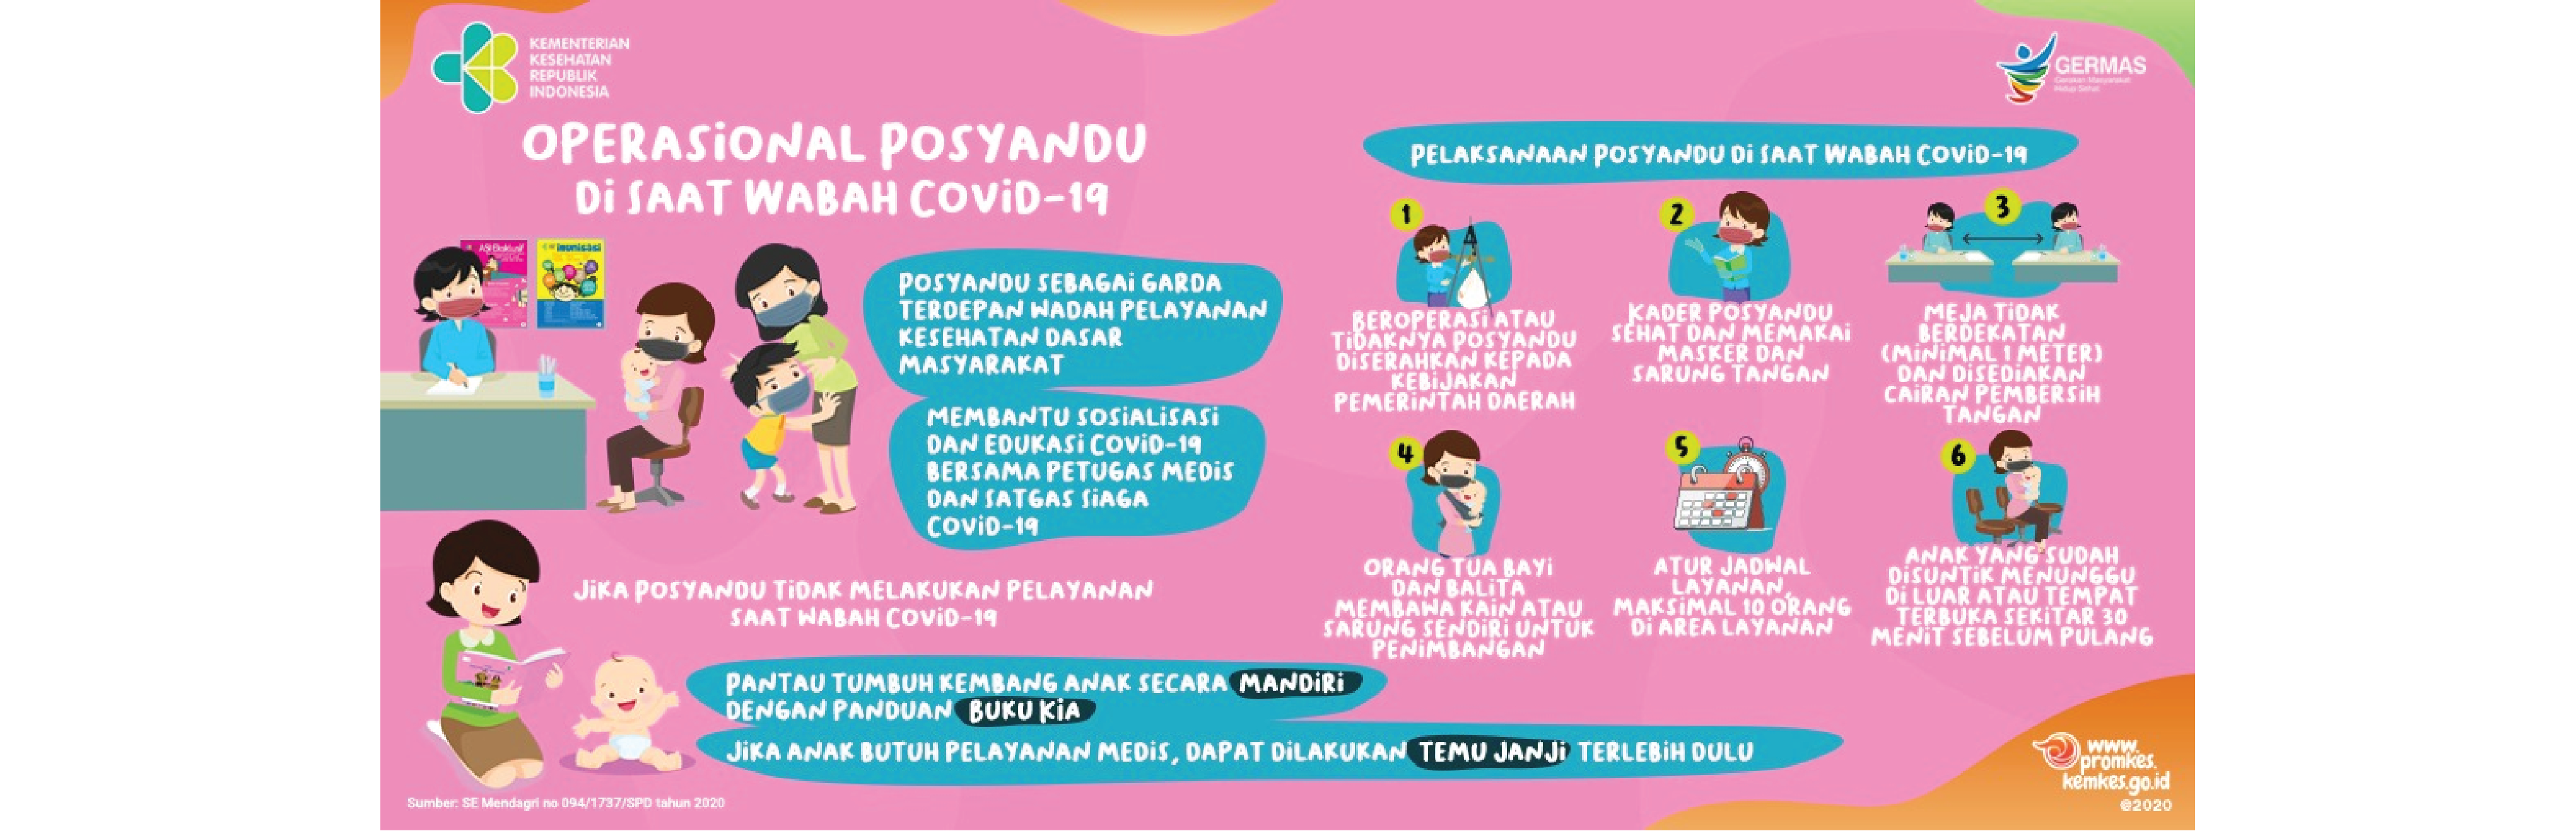 KEMENTERIAN
KESEHATAN
REPUBLIK
INDONESIA
GERMAS
Gerakan Masyarakat
Hidup Sehat
OPERASIONAL POSYANDU
DI SAAT WABAH COVID-19
ASI Eksklusif
imunisasi
POSYANDU SEBAGAI GARDA
TERDEPAN WADAH PELAYANAN
KESEHATAN DASAR
MASYARAKAT
MEMBANTU SOSIALISASI
DAN EDUKASI COVID-19
BERSAMA PETUGAS MEDIS
DAN SATGAS SIAGA
COVID-19
JIKA POSYANDU TIDAK MELAKUKAN PELAYANAN
SAAT WABAH COVID-19
PANTAU TUMBUH KEMBANG ANAK SECARA MANDIRI
DENGAN PANDUAN BUKU KIA
JIKA ANAK BUTUH PELAYANAN MEDIS, DAPAT DILAKUKAN TEMU JANJI TERLEBIH DULU
Sumber: SE Mendagri no 094/1737/SPD tahun 2020
PELAKSANAAN POSYANDU DI SAAT WABAH COVID-19
1
BEROPERASI ATAU
TIDAKNYA POSYANDU
DISERAHKAN KEPADA
KEBIJAKAN
PEMERINTAH DAERAH
2
KADER POSYANDU
SEHAT DAN MEMAKAI
MASKER DAN
SARUNG TANGAN
3
MEJA TIDAK
BERDEKATAN
(MINIMAL 1 METER)
DAN DISEDIAKAN
CAIRAN PEMBERSIH
TANGAN
4
ORANG TUA BAYI
DAN BALITA
MEMBAWA KAIN ATAU
SARUNG SENDIRI UNTUK
PENIMBANGAN
5
ATUR JADWAL
LAYANAN,
MAKSIMAL 10 ORANG
DI AREA LAYANAN
6
ANAK YANG SUDAH
DISUNTIK MENUNGGU
DI LUAR ATAU TEMPAT
TERBUKA SEKITAR 30
MENIT SEBELUM PULANG
www.
promkes.
kemkes.go.id
@2020